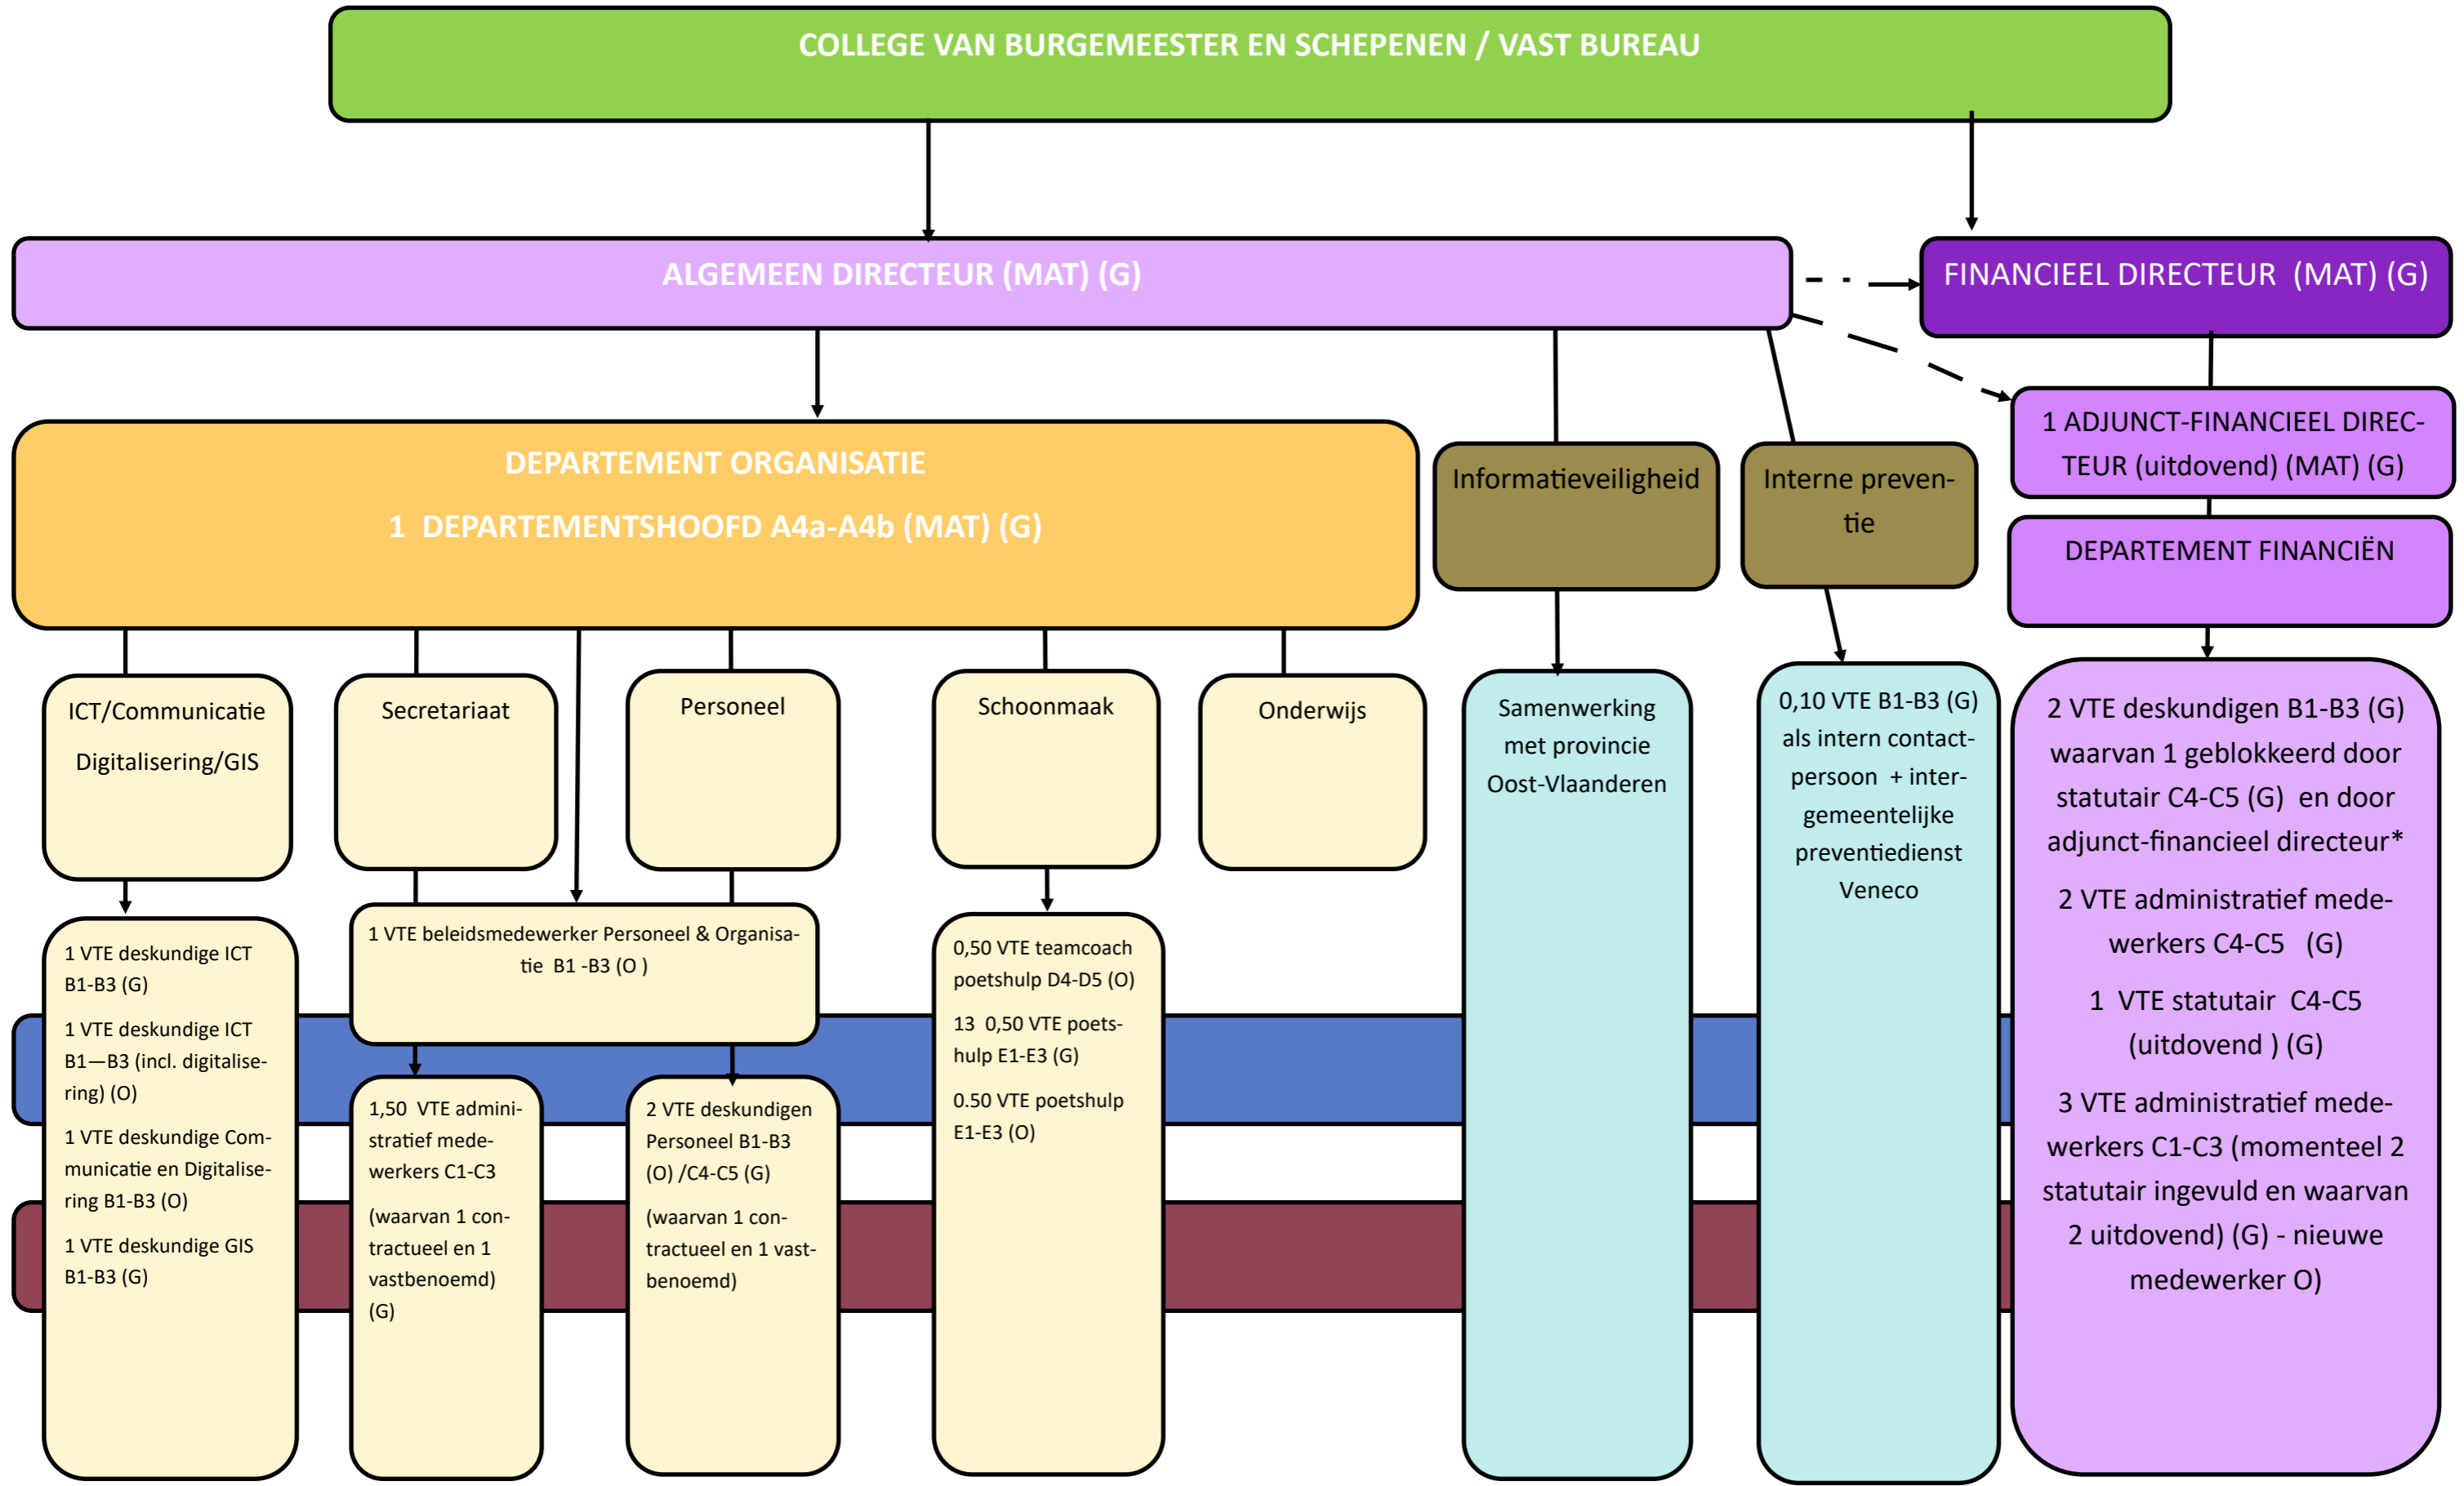 COLLEGE VAN BURGEMEESTER EN SCHEPENEN / VAST BUREAU
ALGEMEEN DIRECTEUR (MAT) (G)
FINANCIEEL DIRECTEUR (MAT) (G)
1 ADJUNCT-FINANCIEEL DIREC-
TEUR (uitdovend) (MAT) (G)
DEPARTEMENT ORGANISATIE
1 DEPARTEMENTSHOOFD A4a-A4b (MAT) (G)
Informatieveiligheid
Interne preven-
tie
DEPARTEMENT FINANCIËN
ICT/Communicatie
Digitalisering/GIS
Secretariaat
Personeel
Schoonmaak
Onderwijs
Samenwerking
met provincie
Oost-Vlaanderen
0,10 VTE B1-B3 (G)
als intern contact-
persoon + inter-
gemeentelijke
preventiedienst
Veneco
2 VTE deskundigen B1-B3 (G)
waarvan 1 geblokkeerd door
statutair C4-C5 (G) en door
adjunct-financieel directeur*
2 VTE administratief mede-
werkers C4-C5 (G)
1 VTE statutair C4-C5
(uitdovend ) (G)
3 VTE administratief mede-
werkers C1-C3 (momenteel 2
statutair ingevuld en waarvan
2 uitdovend) (G) - nieuwe
medewerker O)
1 VTE beleidsmedewerker Personeel & Organisa-
tie B1 -B3 (O )
1 VTE deskundige ICT
B1-B3 (G)
1 VTE deskundige ICT
B1—B3 (incl. digitalise-
ring) (O)
1 VTE deskundige Com-
municatie en Digitalise-
ring B1-B3 (O)
1 VTE deskundige GIS
B1-B3 (G)
1,50 VTE admini-
stratief mede-
werkers C1-C3
(waarvan 1 con-
tractueel en 1
vastbenoemd)
(G)
2 VTE deskundigen
Personeel B1-B3
(O) /C4-C5 (G)
(waarvan 1 con-
tractueel en 1 vast-
benoemd)
0,50 VTE teamcoach
poetshulp D4-D5 (O)
13 0,50 VTE poets-
hulp E1-E3 (G)
0.50 VTE poetshulp
E1-E3 (O)